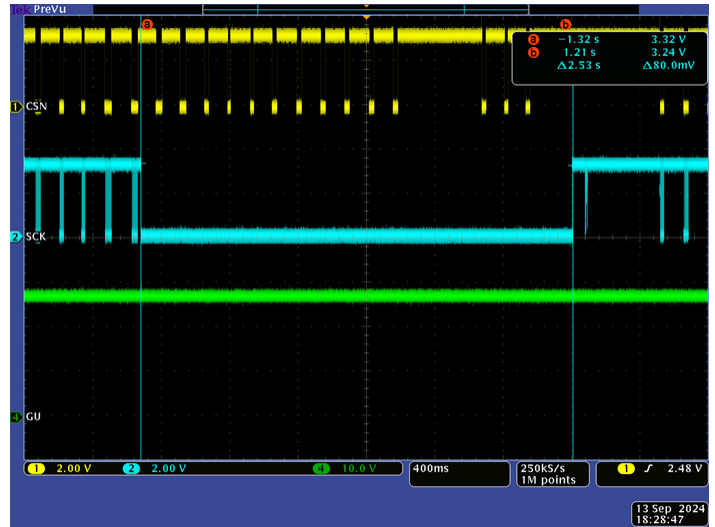 Tek PreVu
a
b
a -1.32 s 3.32 V
b 1.21 s 3.24 V
Δ2.53 s Δ80.0mV
1 CSN
2 SCK
4 GU
1 2.00 V 2 2.00 V 4 10.0 V 400ms 250kS/s 1 2.48 V
1M points
13 Sep 2024
18:28:47